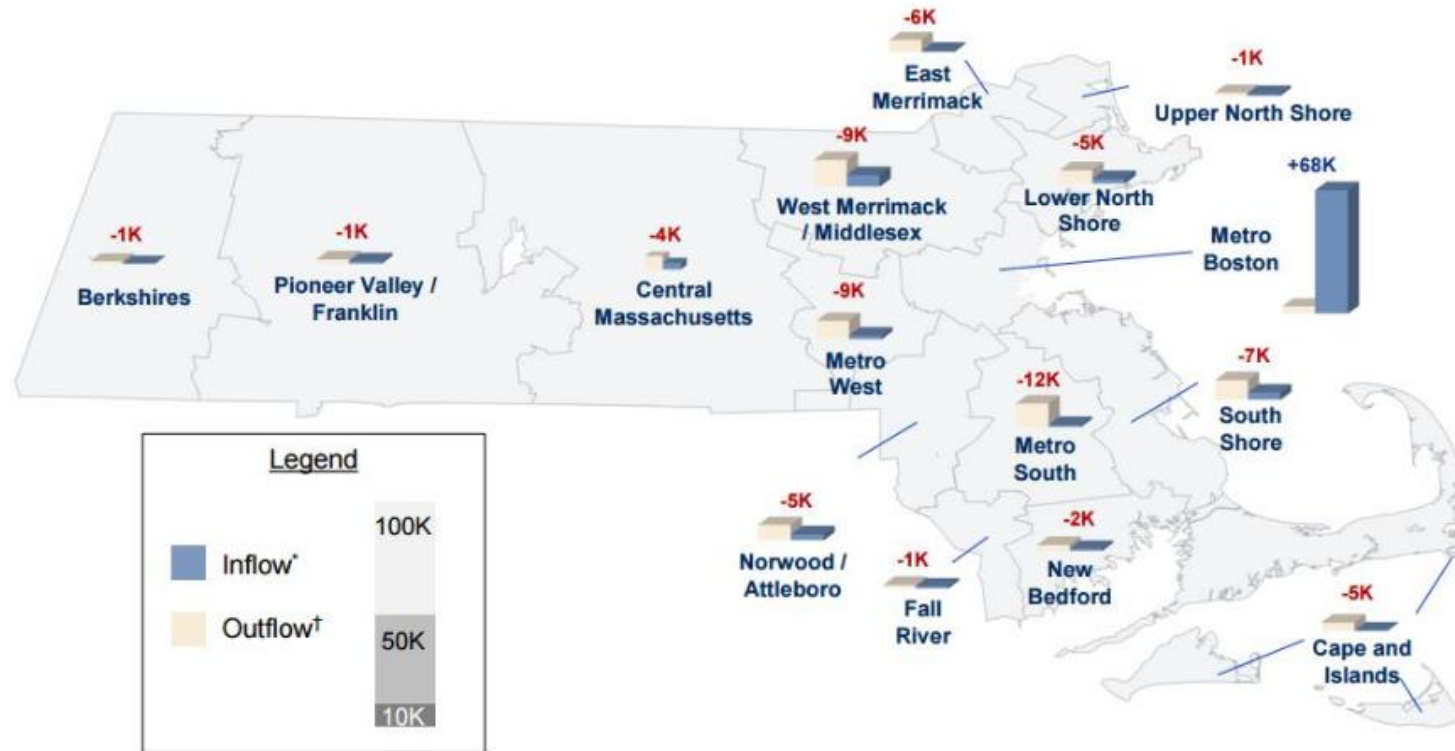 -6K
East
Merrimack
-1K
Upper North Shore
-9K
West Merrimack
/ Middlesex
-5K
Lower North
Shore
+68K
Metro
Boston
-1K
Berkshires
-1K
Pioneer Valley /
Franklin
-4K
Central
Massachusetts
-9K
Metro
West
-12K
Metro
South
-7K
South
Shore
-5K
Norwood /
Attleboro
-1K
Fall
River
-2K
New
Bedford
-5K
Cape and
Islands
Legend
Inflow*
Outflow†
100K
50K
10K